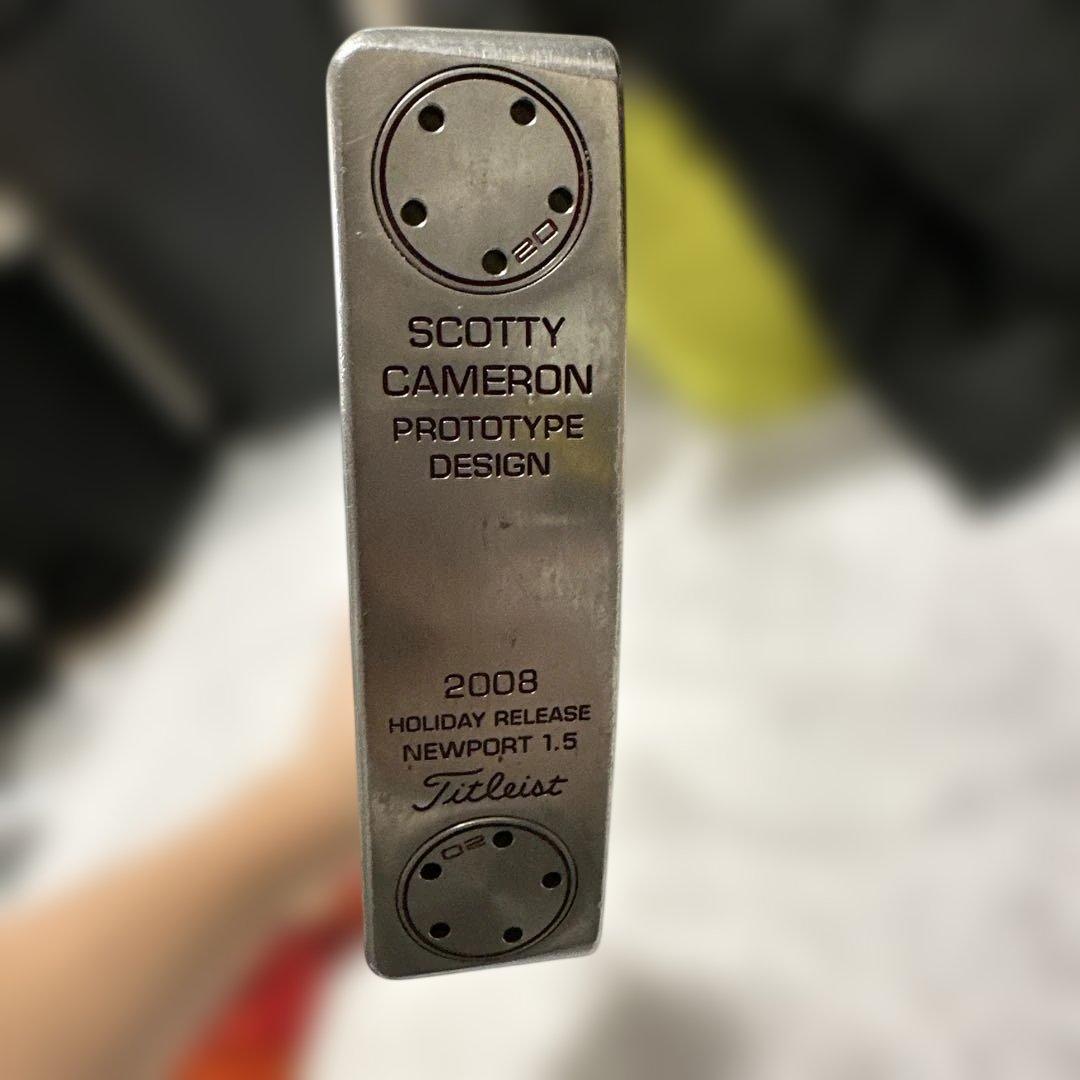 20
SCOTTY
CAMERON
PROTOTYPE
DESIGN
2008
HOLIDAY RELEASE
NEWPORT 1.5
Titleist
20